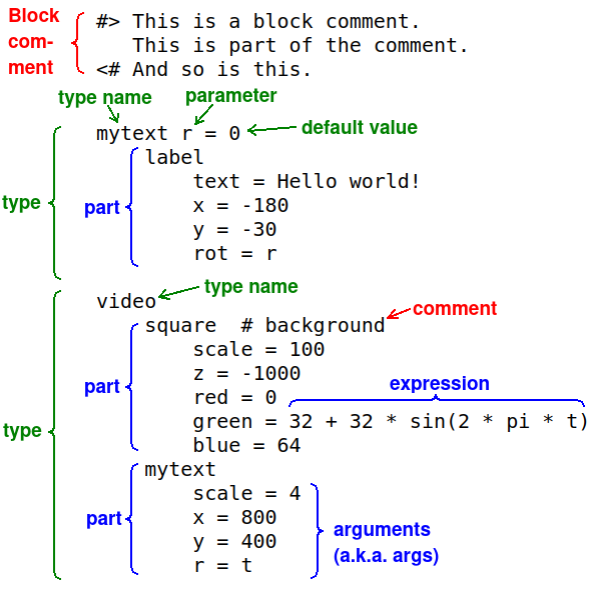 Block
com-
ment
#> This is a block comment.
This is part of the comment.
<# And so is this.
type name
parameter
mytext r = 0
default value
type
part
label
text = Hello world!
x = -180
y = -30
rot = r
video
type name
square # background
comment
type
part
scale = 100
z = -1000
red = 0
expression
green = 32 + 32 * sin(2 * pi * t)
blue = 64
mytext
part
scale = 4
x = 800
y = 400
r = t
arguments
(a.k.a. args)